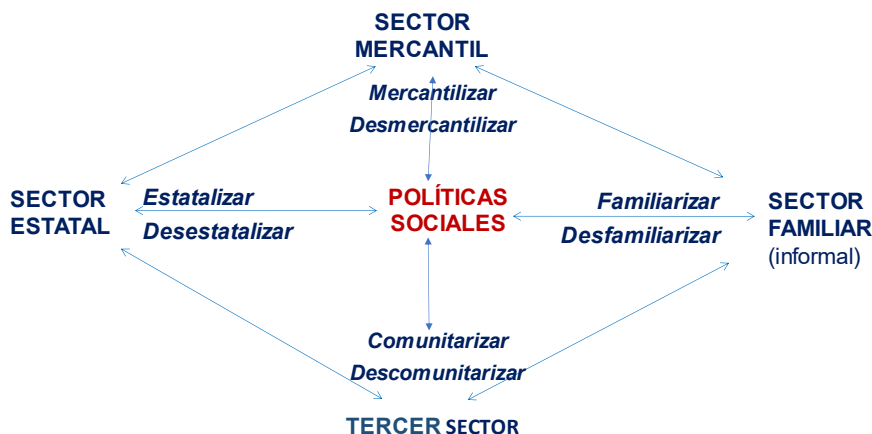 SECTOR
MERCANTIL
Mercantilizar
Desmercantilizar
SECTOR
ESTATAL
Estatalizar
Desestatalizar
POLÍTICAS
SOCIALES
Familiarizar
Desfamiliarizar
SECTOR
FAMILIAR
(informal)
Comunitarizar
Descomunitarizar
TERCER SECTOR